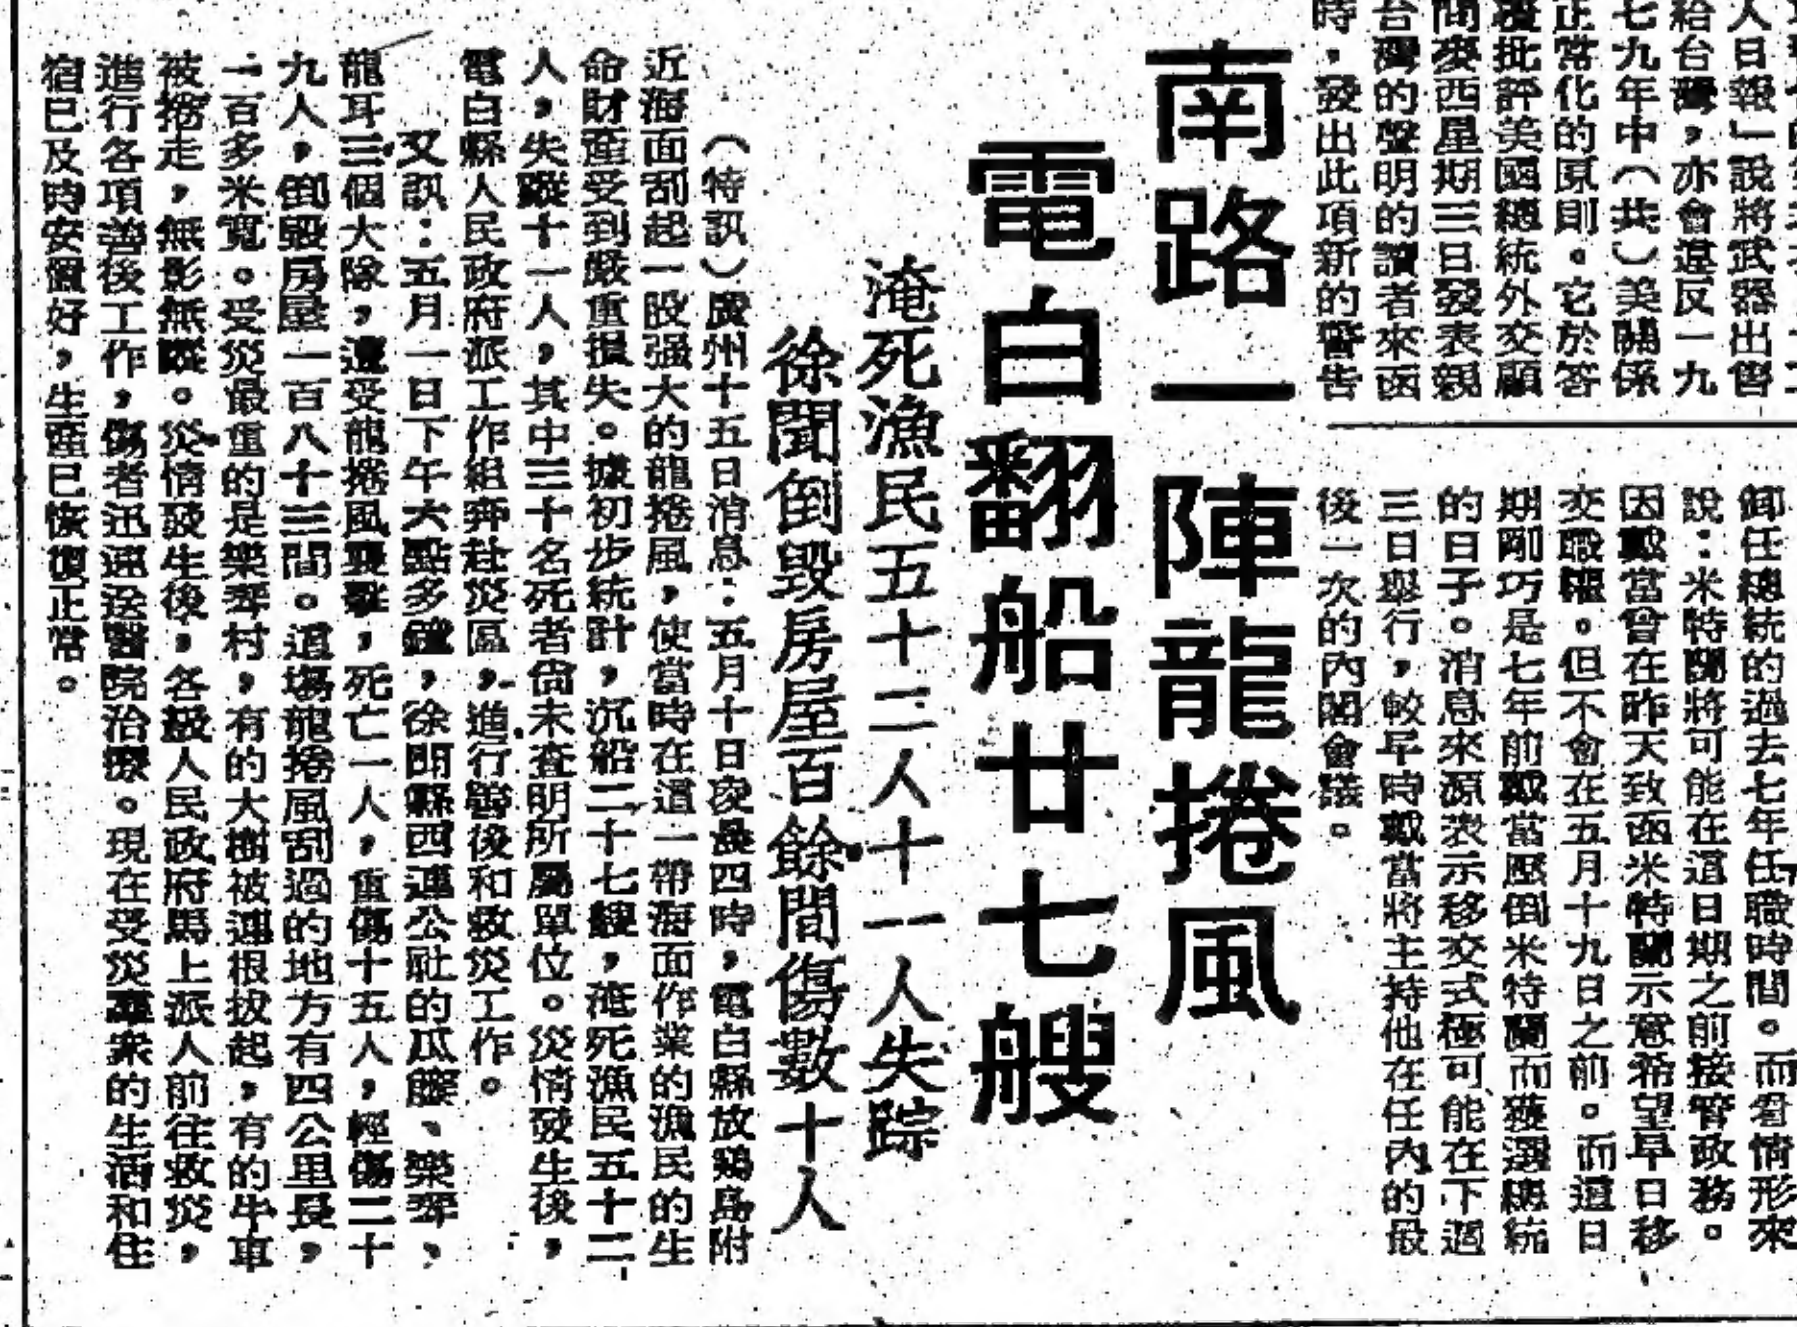 人日報」說將武器出售
給台灣，亦會違反一九
七九年中（共）美關係
正常化的原則。它於答
覆批評美國總統外交顧
問麥西星期三日發表親
台灣的聲明的讀者來函
時，發出此項新的警告
卸任總統的過去七年任職時間。而看情形來
說：米特蘭將可能在這日期之前接管政務。
因戴當曾在昨天致函米特蘭示意希望早日移
交職權。但不會在五月十九日之前。而這日
期剛巧是七年前戴當壓倒米特蘭而獲選總統
的日子。消息來源表示移交式極可能在下週
三日舉行，較早時戴當將主持他在任內的最
後一次的內閣會議。
南路一陣龍捲風
電白翻船廿七艘
淹死漁民五十二人十一人失踪
徐聞倒毀房屋百餘間傷數十人
（特訊）廣州十五日消息：五月十日凌晨四時，電白縣放鷄島附
近海面刮起一股强大的龍捲風，使當時在這一帶海面作業的漁民的生
命財產受到嚴重損失。據初步統計，沉船二十七艘，淹死漁民五十二
人，失蹤十一人，其中三十名死者尙未查明所屬單位。災情發生後，
電白縣人民政府派工作組奔赴災區，進行善後和救災工作。
又訊：五月一日下午六點多鐘，徐聞縣西連公社的瓜籐、樂琴、
龍耳三個大隊，遭受龍捲風襲擊，死亡一人，重傷十五人，輕傷二十
九人，倒毀房屋一百八十三間。這場龍捲風刮過的地方有四公里長，
一百多米寬。受災最重的是樂琴村，有的大樹被連根拔起，有的牛車
被捲走，無影無蹤。災情發生後，各級人民政府馬上派人前往救災，
進行各項善後工作，傷者迅速送醫院治療。現在受災羣衆的生活和住
宿已及時安置好，生產已恢復正常。